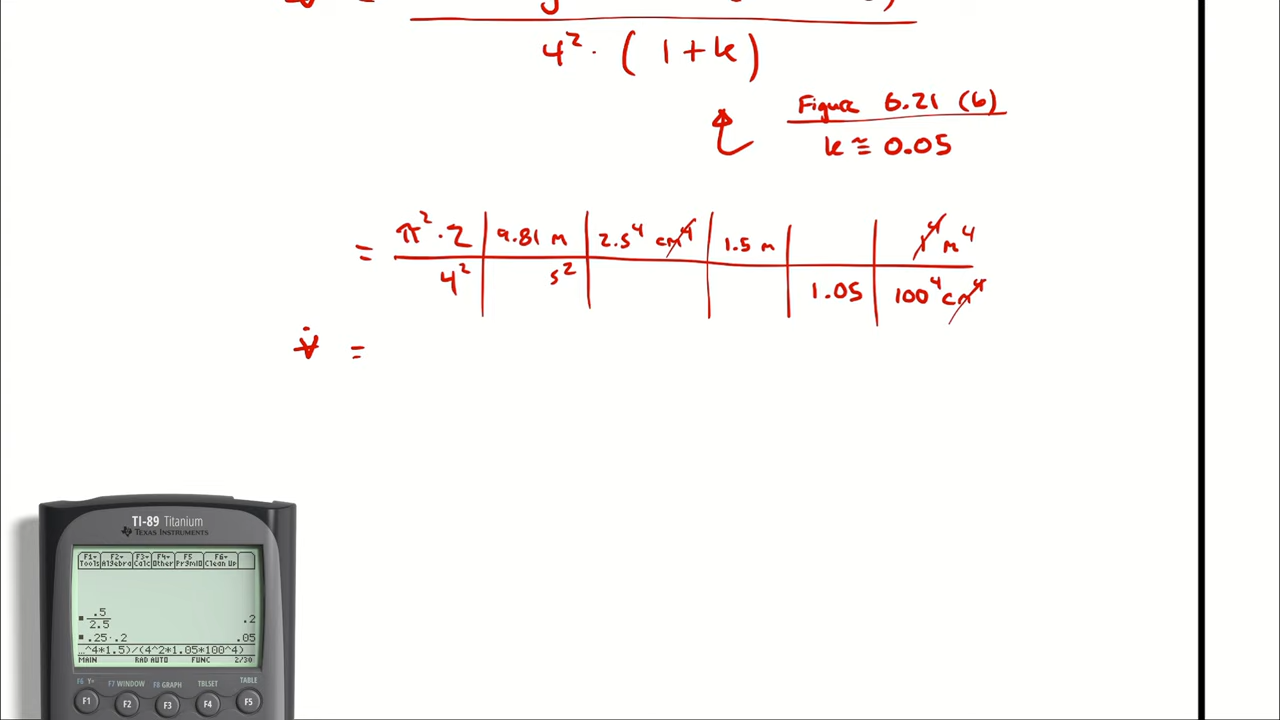 4² · ( 1 + k )
Figure 6.21 (b)
k ≅ 0.05
= π² · 2 | 9.81 m | 2.5⁴ cm⁴ | 1.5 m | | 1⁴ m⁴
4² | s² | | | 1.05 | 100⁴ cm⁴
V̇ =
TI-89 Titanium
TEXAS INSTRUMENTS
F1 F2 F3 F4 F5 F6
Tools Algebra Calc Other PrgmIO Clean Up
.5
2.5 .2
.25·.2 .05
…^4*1.5)/(4^2*1.05*100^4)
MAIN RAD AUTO FUNC 2/30
F6 Y= F7 WINDOW F8 GRAPH TBLSET TABLE
F1 F2 F3 F4 F5